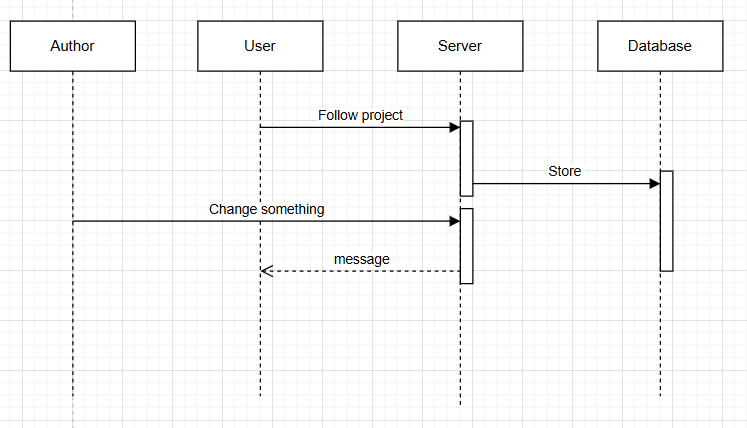 Author
User
Server
Database
Follow project
Store
Change something
message